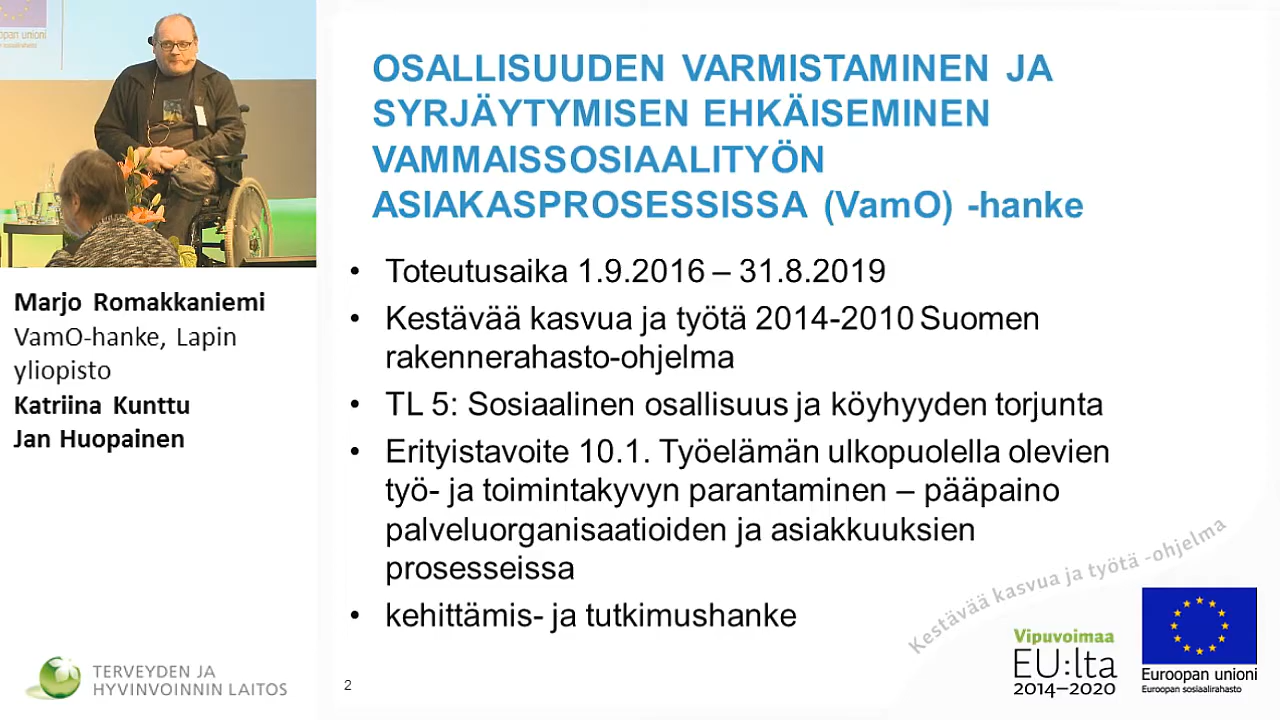 opan unioni
OSALLISUUDEN VARMISTAMINEN JA
SYRJÄYTYMISEN EHKÄISEMINEN
VAMMAISSOSIAALITYÖN
ASIAKASPROSESSISSA (VamO) -hanke
• Toteutusaika 1.9.2016 – 31.8.2019
• Kestävää kasvua ja työtä 2014-2010 Suomen
rakennerahasto-ohjelma
• TL 5: Sosiaalinen osallisuus ja köyhyyden torjunta
• Erityistavoite 10.1. Työelämän ulkopuolella olevien
työ- ja toimintakyvyn parantaminen – pääpaino
palveluorganisaatioiden ja asiakkuuksien
prosesseissa
• kehittämis- ja tutkimushanke
Marjo Romakkaniemi
VamO-hanke, Lapin
yliopisto
Katriina Kunttu
Jan Huopainen
TERVEYDEN JA
HYVINVOINNIN LAITOS
2
Kestävää kasvua ja työtä -ohjelma
Vipuvoimaa
EU:lta
2014–2020
Euroopan unioni
Euroopan sosiaalirahasto